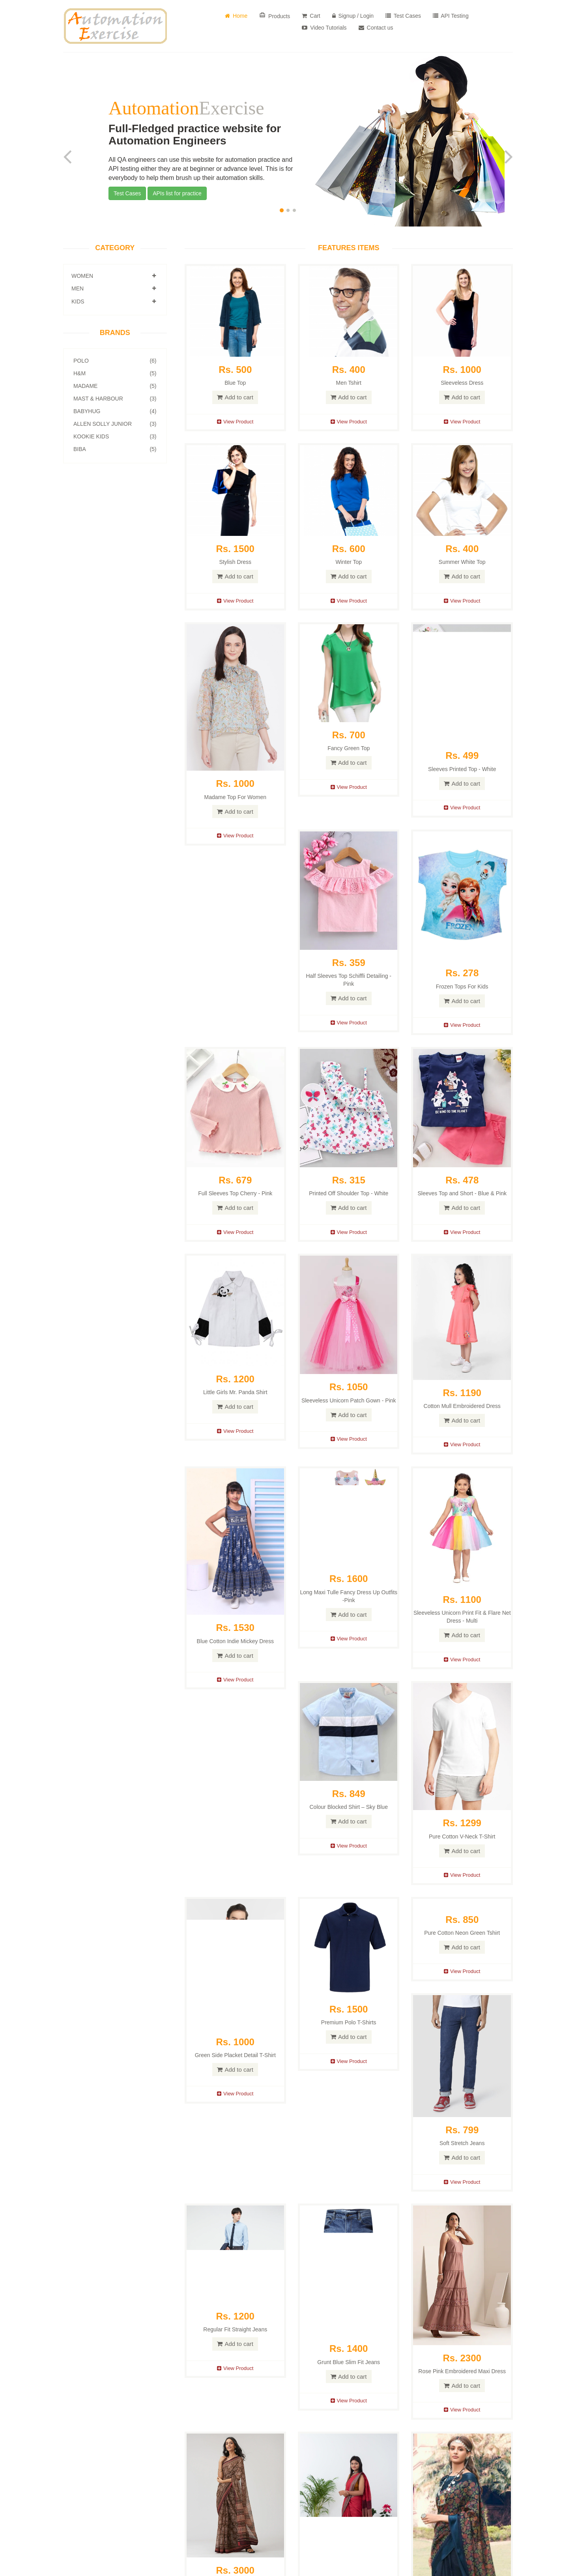 Automation
Exercise
Home
Products
Cart
Signup / Login
Test Cases
API Testing
Video Tutorials
Contact us
AutomationExercise
Full-Fledged practice website for
Automation Engineers
All QA engineers can use this website for automation practice and
API testing either they are at beginner or advance level. This is for
everybody to help them brush up their automation skills.
Test Cases
APIs list for practice
CATEGORY
WOMEN
MEN
KIDS
BRANDS
POLO (6)
H&M (5)
MADAME (5)
MAST & HARBOUR (3)
BABYHUG (4)
ALLEN SOLLY JUNIOR (3)
KOOKIE KIDS (3)
BIBA (5)
FEATURES ITEMS
Rs. 500
Blue Top
Add to cart
View Product
Rs. 400
Men Tshirt
Add to cart
View Product
Rs. 1000
Sleeveless Dress
Add to cart
View Product
Rs. 1500
Stylish Dress
Add to cart
View Product
Rs. 600
Winter Top
Add to cart
View Product
Rs. 400
Summer White Top
Add to cart
View Product
Rs. 1000
Madame Top For Women
Add to cart
View Product
Rs. 700
Fancy Green Top
Add to cart
View Product
Rs. 499
Sleeves Printed Top - White
Add to cart
View Product
Rs. 359
Half Sleeves Top Schiffli Detailing -
Pink
Add to cart
View Product
FROZEN
Rs. 278
Frozen Tops For Kids
Add to cart
View Product
Rs. 679
Full Sleeves Top Cherry - Pink
Add to cart
View Product
Rs. 315
Printed Off Shoulder Top - White
Add to cart
View Product
Rs. 478
Sleeves Top and Short - Blue & Pink
Add to cart
View Product
Rs. 1200
Little Girls Mr. Panda Shirt
Add to cart
View Product
Rs. 1050
Sleeveless Unicorn Patch Gown - Pink
Add to cart
View Product
Rs. 1190
Cotton Mull Embroidered Dress
Add to cart
View Product
Rs. 1530
Blue Cotton Indie Mickey Dress
Add to cart
View Product
Rs. 1600
Long Maxi Tulle Fancy Dress Up Outfits
-Pink
Add to cart
View Product
Rs. 1100
Sleeveless Unicorn Print Fit & Flare Net
Dress - Multi
Add to cart
View Product
Rs. 849
Colour Blocked Shirt – Sky Blue
Add to cart
View Product
Rs. 1299
Pure Cotton V-Neck T-Shirt
Add to cart
View Product
Rs. 1000
Green Side Placket Detail T-Shirt
Add to cart
View Product
Rs. 1500
Premium Polo T-Shirts
Add to cart
View Product
Rs. 850
Pure Cotton Neon Green Tshirt
Add to cart
View Product
Rs. 799
Soft Stretch Jeans
Add to cart
View Product
Rs. 1200
Regular Fit Straight Jeans
Add to cart
View Product
Rs. 1400
Grunt Blue Slim Fit Jeans
Add to cart
View Product
Rs. 2300
Rose Pink Embroidered Maxi Dress
Add to cart
View Product
Rs. 3000